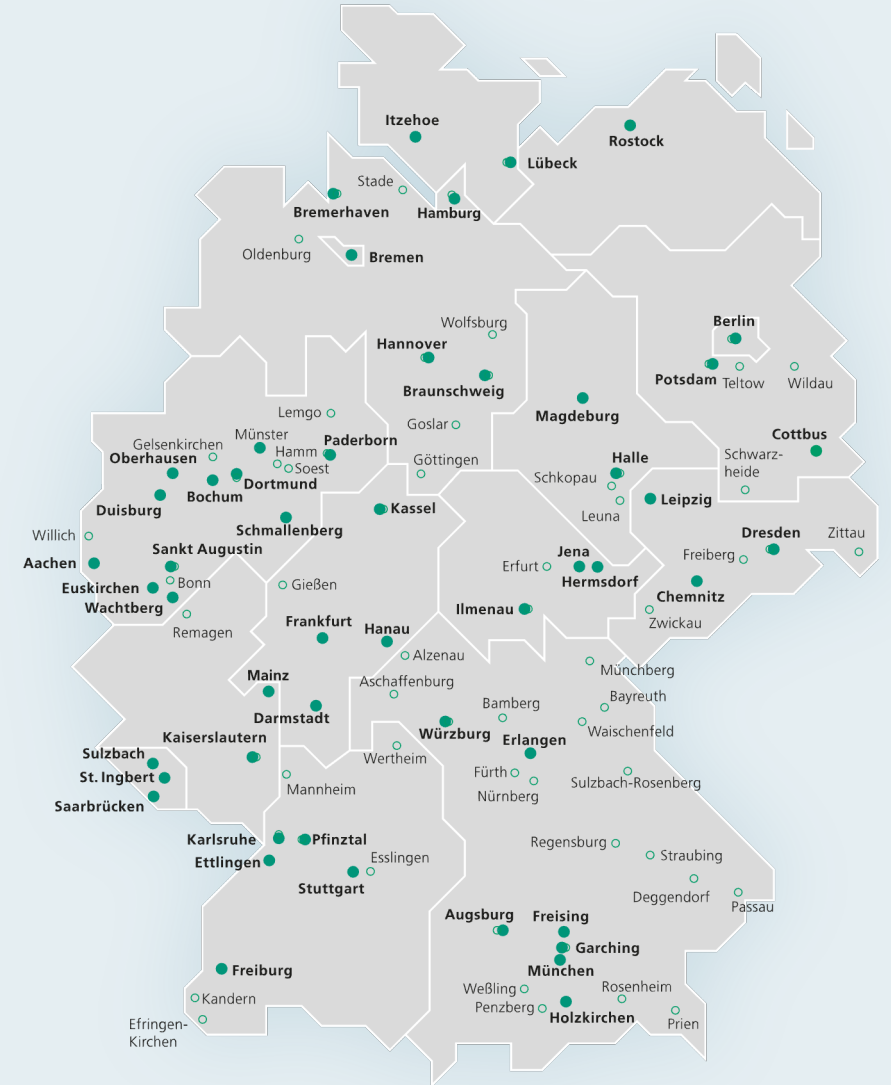 Itzehoe
Rostock
Lübeck
Stade
Bremerhaven
Hamburg
Oldenburg
Bremen
Wolfsburg
Berlin
Hannover
Potsdam
Teltow
Wildau
Braunschweig
Magdeburg
Lemgo
Goslar
Münster
Paderborn
Cottbus
Gelsenkirchen
Hamm
Oberhausen
Soest
Göttingen
Halle
Schwarz-
heide
Dortmund
Schkopau
Bochum
Leipzig
Duisburg
Kassel
Leuna
Schmallenberg
Willich
Dresden
Zittau
Sankt Augustin
Jena
Freiberg
Aachen
Erfurt
Bonn
Hermsdorf
Euskirchen
Gießen
Chemnitz
Wachtberg
Ilmenau
Zwickau
Remagen
Frankfurt
Hanau
Alzenau
Münchberg
Mainz
Aschaffenburg
Bayreuth
Bamberg
Darmstadt
Waischenfeld
Würzburg
Kaiserslautern
Erlangen
Sulzbach
Wertheim
Fürth
St. Ingbert
Sulzbach-Rosenberg
Mannheim
Nürnberg
Saarbrücken
Karlsruhe
Pfinztal
Regensburg
Straubing
Ettlingen
Esslingen
Stuttgart
Deggendorf
Passau
Augsburg
Freising
Garching
Freiburg
München
Weßling
Rosenheim
Kandern
Penzberg
Holzkirchen
Prien
Efringen-
Kirchen